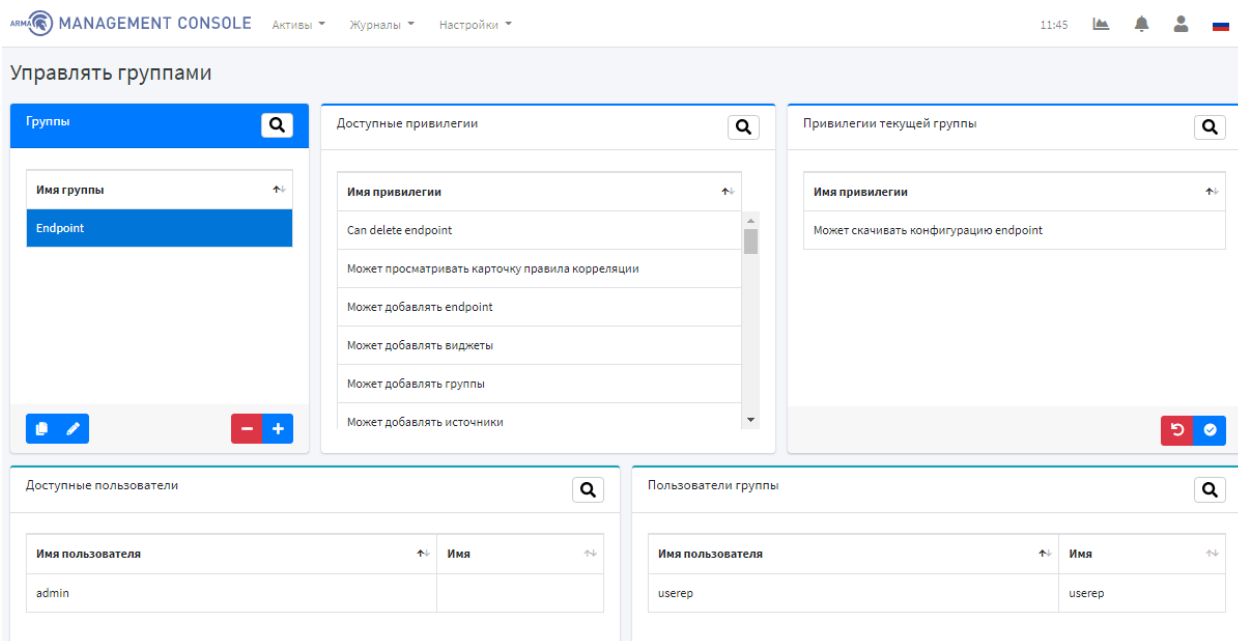 ARMA MANAGEMENT CONSOLE Активы Журналы Настройки 11:45
Управлять группами
Группы
Имя группы
Endpoint
Доступные привилегии
Имя привилегии
Can delete endpoint
Может просматривать карточку правила корреляции
Может добавлять endpoint
Может добавлять виджеты
Может добавлять группы
Может добавлять источники
Привилегии текущей группы
Имя привилегии
Может скачивать конфигурацию endpoint
Доступные пользователи
Имя пользователя Имя
admin
Пользователи группы
Имя пользователя Имя
userep userep